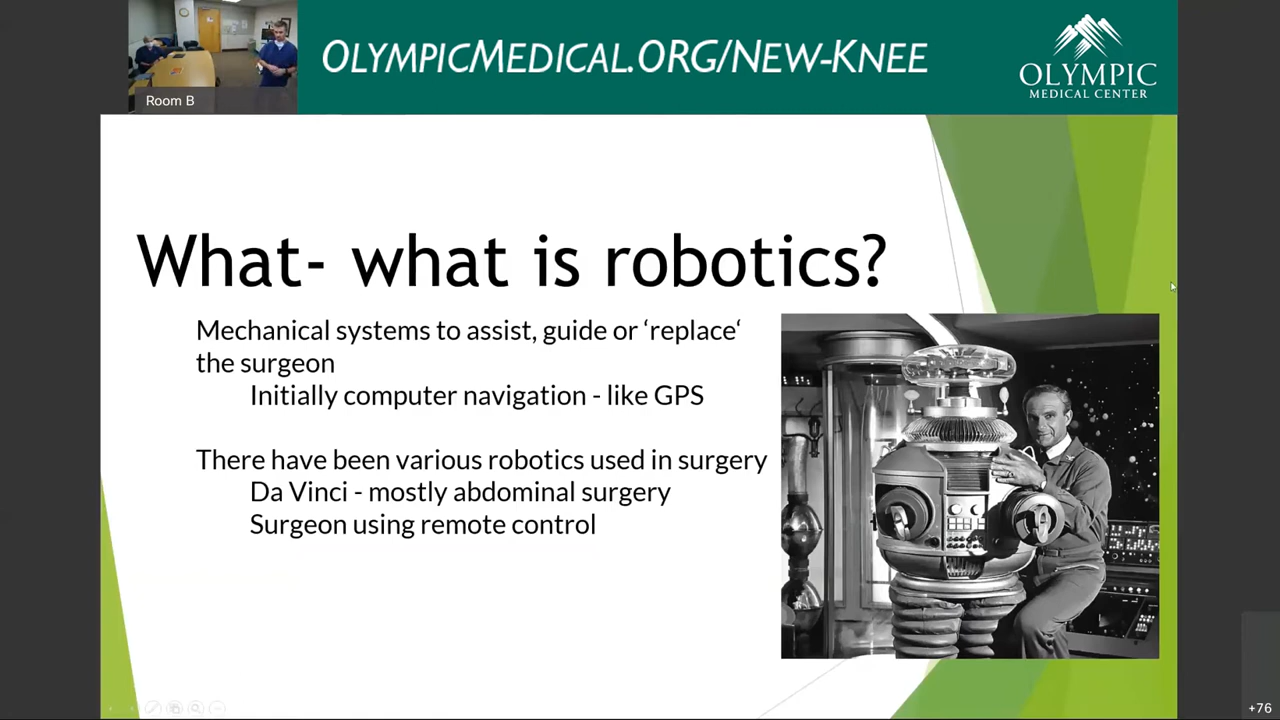 OLYMPICMEDICAL.ORG/NEW-KNEE
OLYMPIC
MEDICAL CENTER
Room B
What- what is robotics?
Mechanical systems to assist, guide or ‘replace‘
the surgeon
Initially computer navigation - like GPS
There have been various robotics used in surgery
Da Vinci - mostly abdominal surgery
Surgeon using remote control
+76